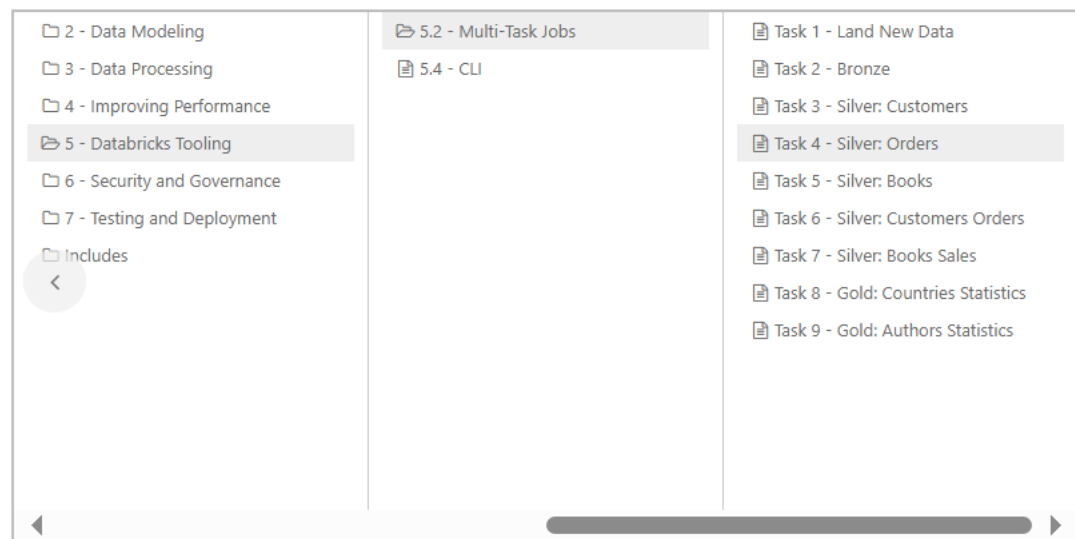 2 - Data Modeling
3 - Data Processing
4 - Improving Performance
5 - Databricks Tooling
6 - Security and Governance
7 - Testing and Deployment
Includes
5.2 - Multi-Task Jobs
5.4 - CLI
Task 1 - Land New Data
Task 2 - Bronze
Task 3 - Silver: Customers
Task 4 - Silver: Orders
Task 5 - Silver: Books
Task 6 - Silver: Customers Orders
Task 7 - Silver: Books Sales
Task 8 - Gold: Countries Statistics
Task 9 - Gold: Authors Statistics